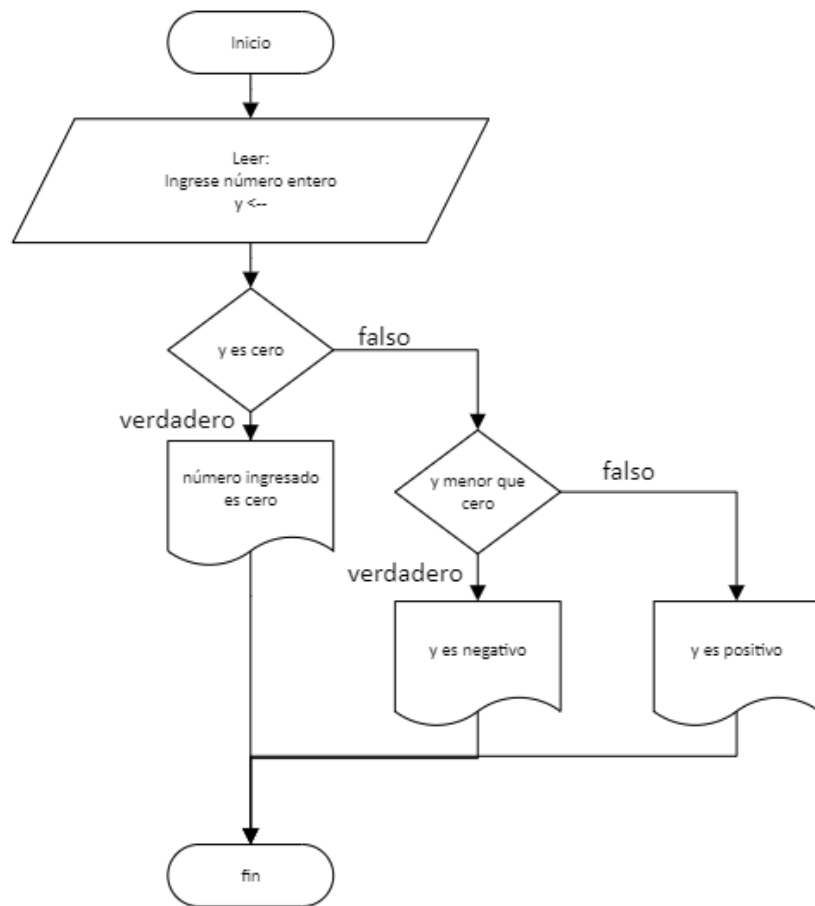 Inicio
Leer:
Ingrese número entero
y <--
y es cero
falso
verdadero
número ingresado
es cero
y menor que
cero
falso
verdadero
y es negativo
y es positivo
fin